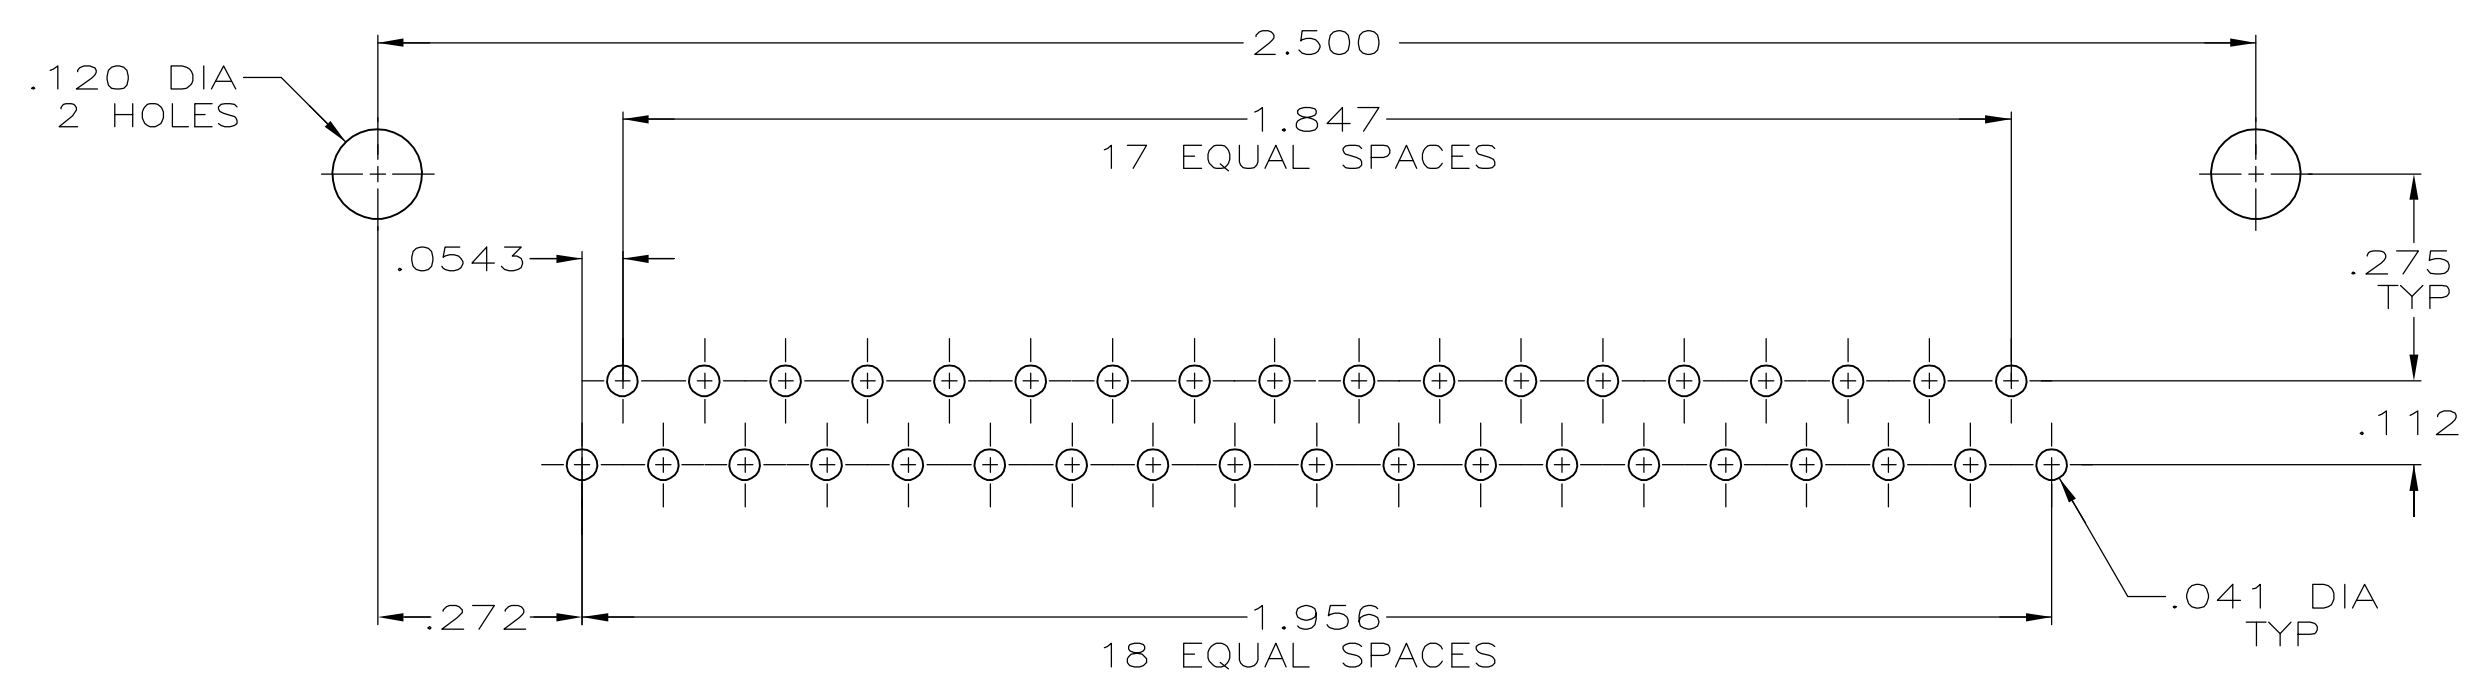 2.500
.120 DIA
2 HOLES
1.847
17 EQUAL SPACES
.0543
.275
TYP
.112
.272
1.956
18 EQUAL SPACES
.041 DIA
TYP